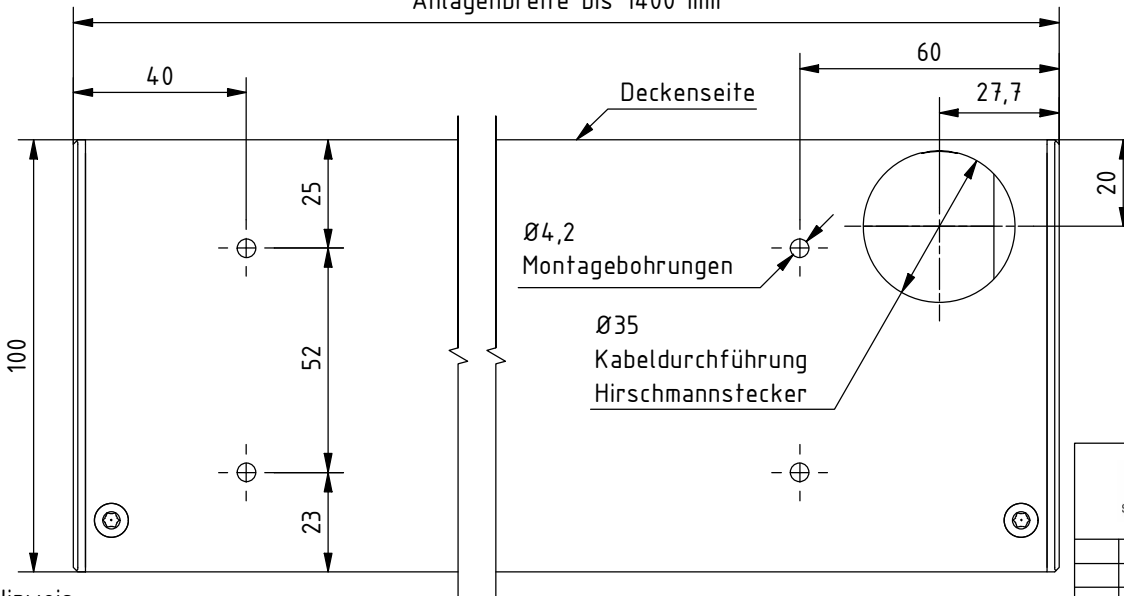 Anlagenbreite bis 1400 mm
40
60
Deckenseite
27,7
25
20
Ø4,2
Montagebohrungen
Ø35
Kabeldurchführung
Hirschmannstecker
100
52
23